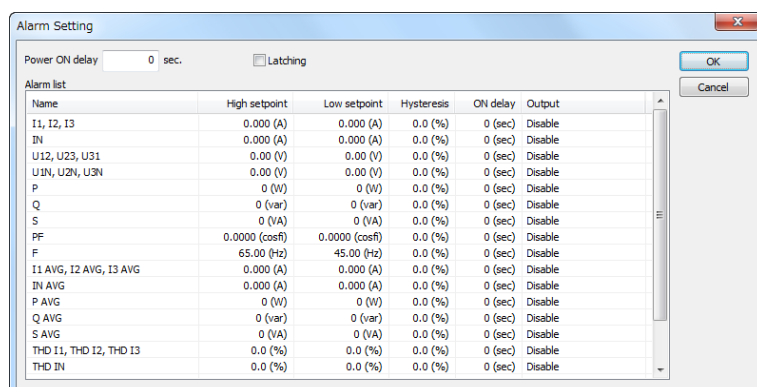 Alarm Setting
Power ON delay 0 sec. Latching OK
Alarm list Cancel
Name High setpoint Low setpoint Hysteresis ON delay Output
I1, I2, I3 0.000 (A) 0.000 (A) 0.0 (%) 0 (sec) Disable
IN 0.000 (A) 0.000 (A) 0.0 (%) 0 (sec) Disable
U12, U23, U31 0.00 (V) 0.00 (V) 0.0 (%) 0 (sec) Disable
U1N, U2N, U3N 0.00 (V) 0.00 (V) 0.0 (%) 0 (sec) Disable
P 0 (W) 0 (W) 0.0 (%) 0 (sec) Disable
Q 0 (var) 0 (var) 0.0 (%) 0 (sec) Disable
S 0 (VA) 0 (VA) 0.0 (%) 0 (sec) Disable
PF 0.0000 (cosfi) 0.0000 (cosfi) 0.0 (%) 0 (sec) Disable
F 65.00 (Hz) 45.00 (Hz) 0.0 (%) 0 (sec) Disable
I1 AVG, I2 AVG, I3 AVG 0.000 (A) 0.000 (A) 0.0 (%) 0 (sec) Disable
IN AVG 0.000 (A) 0.000 (A) 0.0 (%) 0 (sec) Disable
P AVG 0 (W) 0 (W) 0.0 (%) 0 (sec) Disable
Q AVG 0 (var) 0 (var) 0.0 (%) 0 (sec) Disable
S AVG 0 (VA) 0 (VA) 0.0 (%) 0 (sec) Disable
THD I1, THD I2, THD I3 0.0 (%) 0.0 (%) 0.0 (%) 0 (sec) Disable
THD IN 0.0 (%) 0.0 (%) 0.0 (%) 0 (sec) Disable